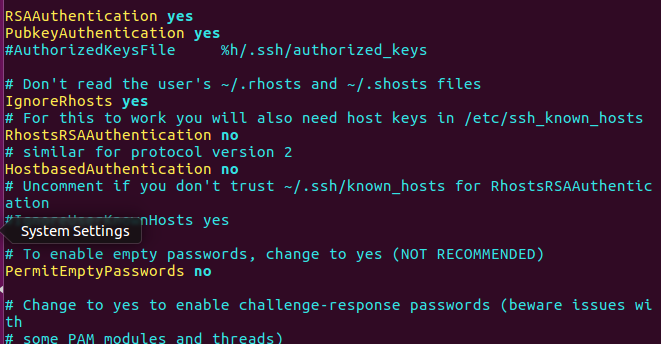 RSAAuthentication yes
PubkeyAuthentication yes
#AuthorizedKeysFile     %h/.ssh/authorized_keys
# Don't read the user's ~/.rhosts and ~/.shosts files
IgnoreRhosts yes
# For this to work you will also need host keys in /etc/ssh_known_hosts
RhostsRSAAuthentication no
# similar for protocol version 2
HostbasedAuthentication no
# Uncomment if you don't trust ~/.ssh/known_hosts for RhostsRSAAuthentic
ation
#IgnoreUserKnownHosts yes
System Settings
# To enable empty passwords, change to yes (NOT RECOMMENDED)
PermitEmptyPasswords no
# Change to yes to enable challenge-response passwords (beware issues wi
th
# some PAM modules and threads)